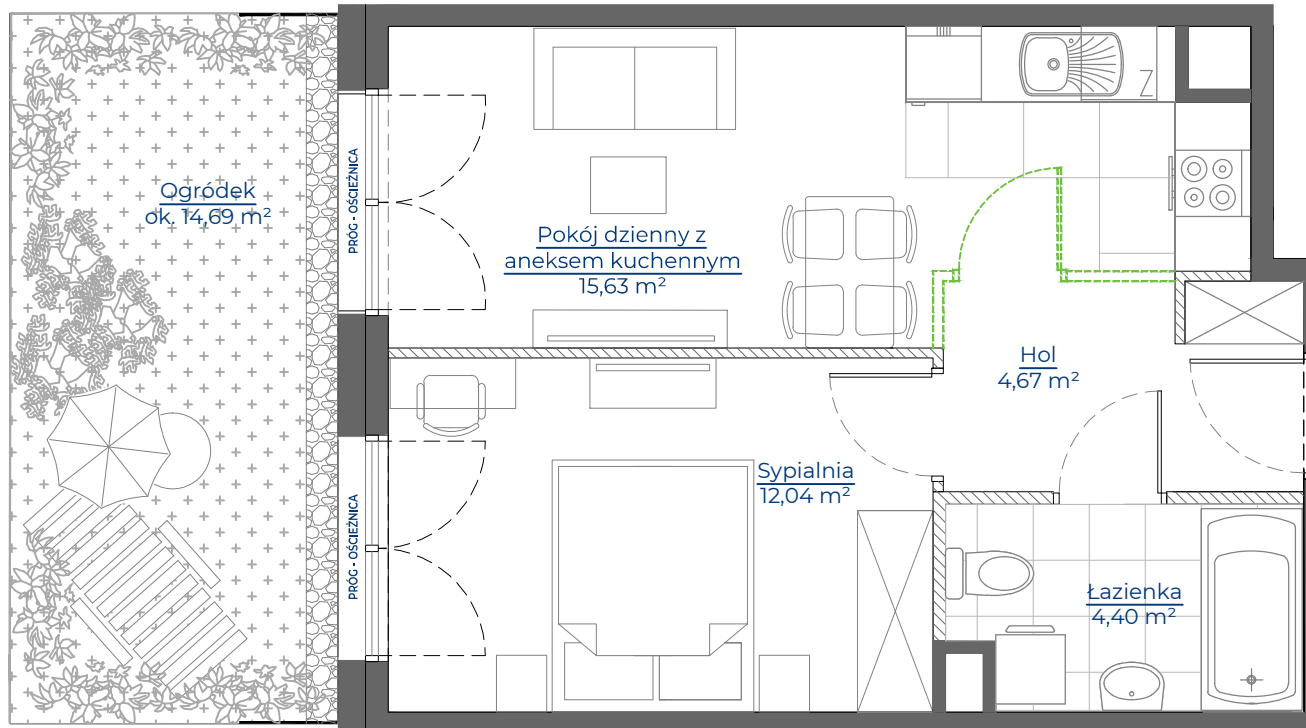 Ogródek
ok. 14,69 m²
PRÓG - OŚCIEŻNICA
Pokój dzienny z
aneksem kuchennym
15,63 m²
Z
Hol
4,67 m²
Sypialnia
12,04 m²
PRÓG - OŚCIEŻNICA
Łazienka
4,40 m²